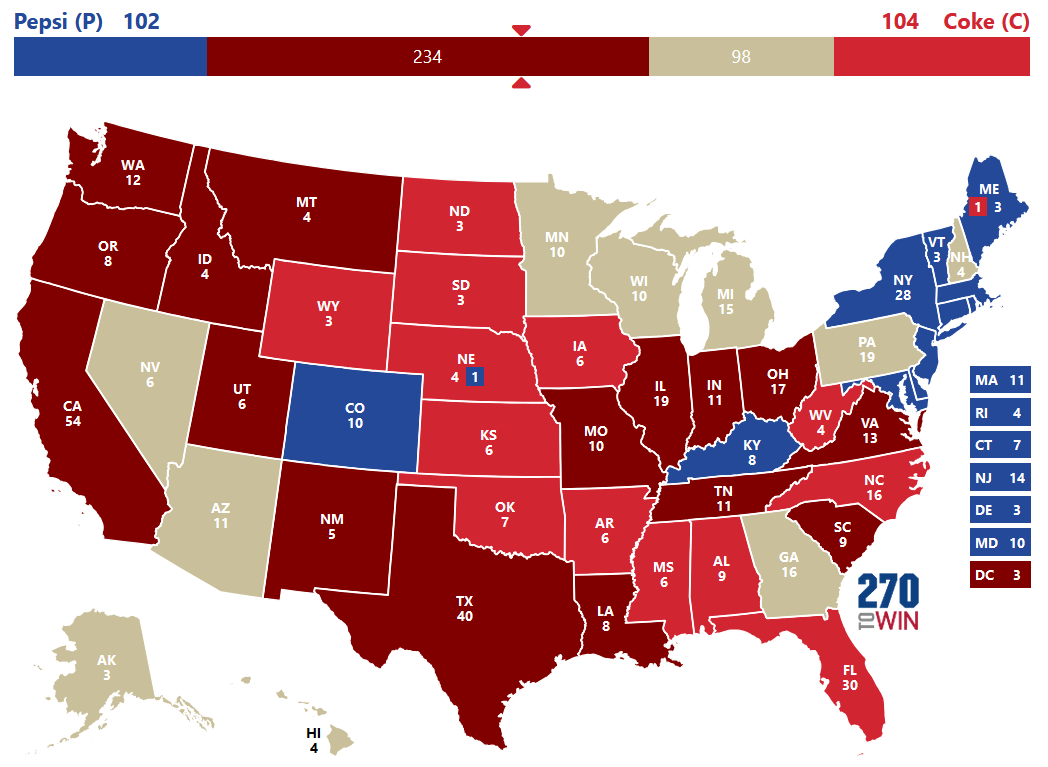 Pepsi (P) 102
104 Coke (C)
234
98
WA
12
MT
4
ND
3
MN
10
ME
1 3
OR
8
ID
4
SD
3
WI
10
MI
15
VT
3
NH
4
NY
28
WY
3
NE
4 1
IA
6
PA
19
NV
6
UT
6
CO
10
IL
19
IN
11
OH
17
CA
54
KS
6
MO
10
KY
8
WV
4
VA
13
MA 11
RI 4
CT 7
NJ 14
DE 3
MD 10
DC 3
AZ
11
NM
5
OK
7
AR
6
TN
11
NC
16
SC
9
MS
6
AL
9
GA
16
TX
40
LA
8
FL
30
270
TO
WIN
AK
3
HI
4